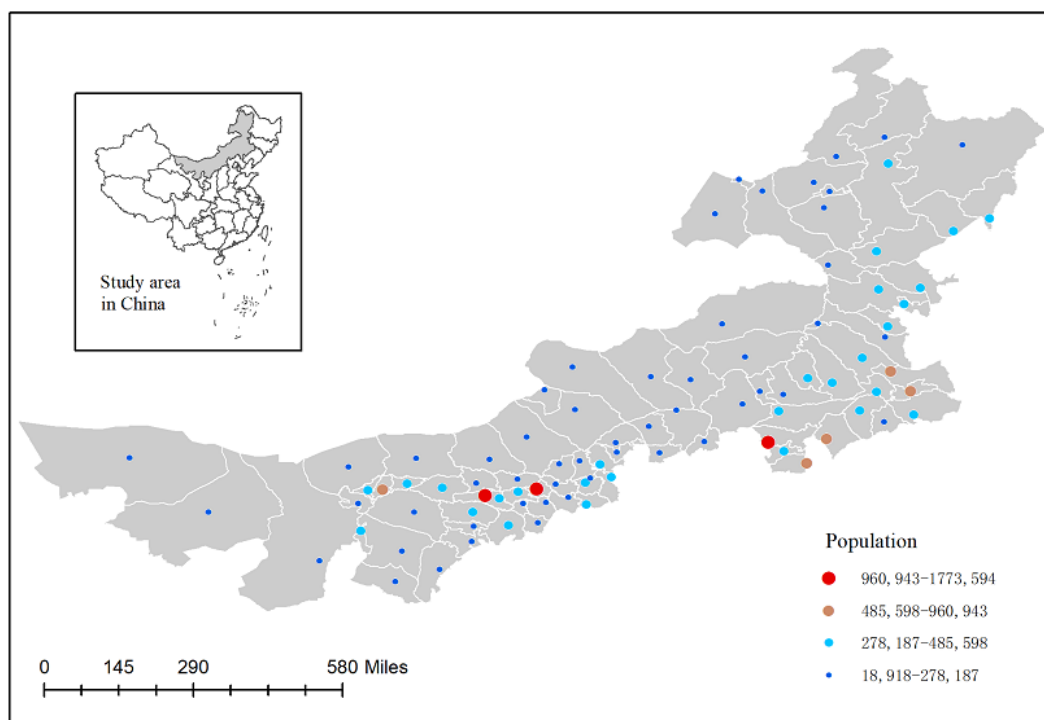 Study area
in China
Population
960,943-1773,594
485,598-960,943
278,187-485,598
18,918-278,187
0 145 290 580 Miles